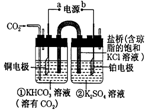 a 电源 b
CO₂
盐桥(含琼
脂的饱和
KCl溶液
铜电极
铂电极
①KHCO₃溶液 ②K₂SO₄溶液
(溶有CO₂)